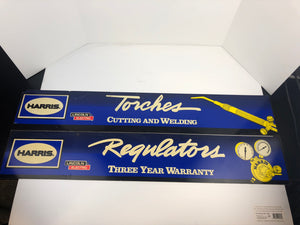 HARRIS
LINCOLN
ELECTRIC
Torches
CUTTING AND WELDING
HARRIS
LINCOLN
ELECTRIC
Regulators
THREE YEAR WARRANTY